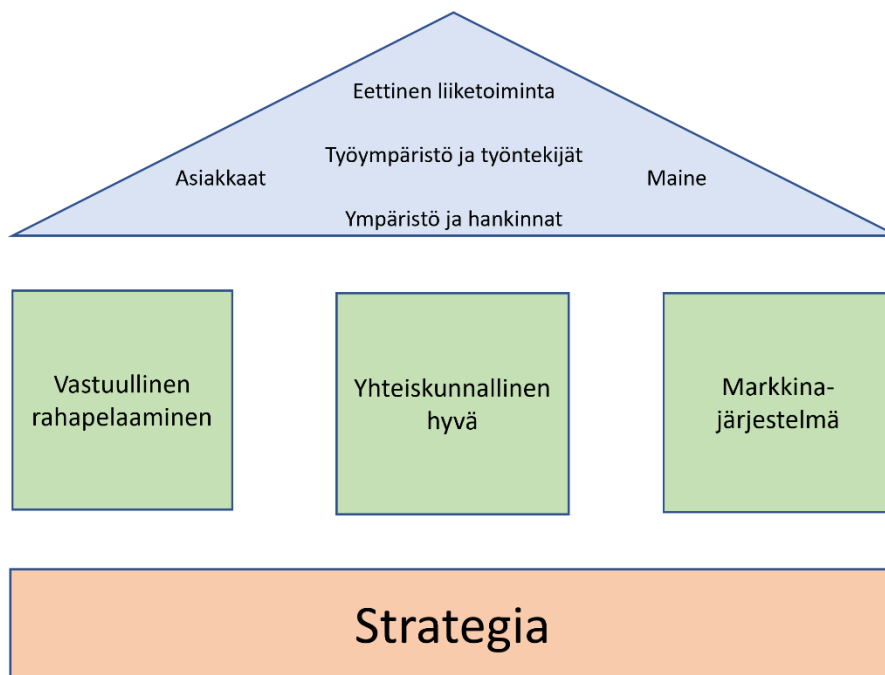 Eettinen liiketoiminta
Työympäristö ja työntekijät
Asiakkaat
Maine
Ympäristö ja hankinnat
Vastuullinen
rahapelaaminen
Yhteiskunnallinen
hyvä
Markkina-
järjestelmä
Strategia